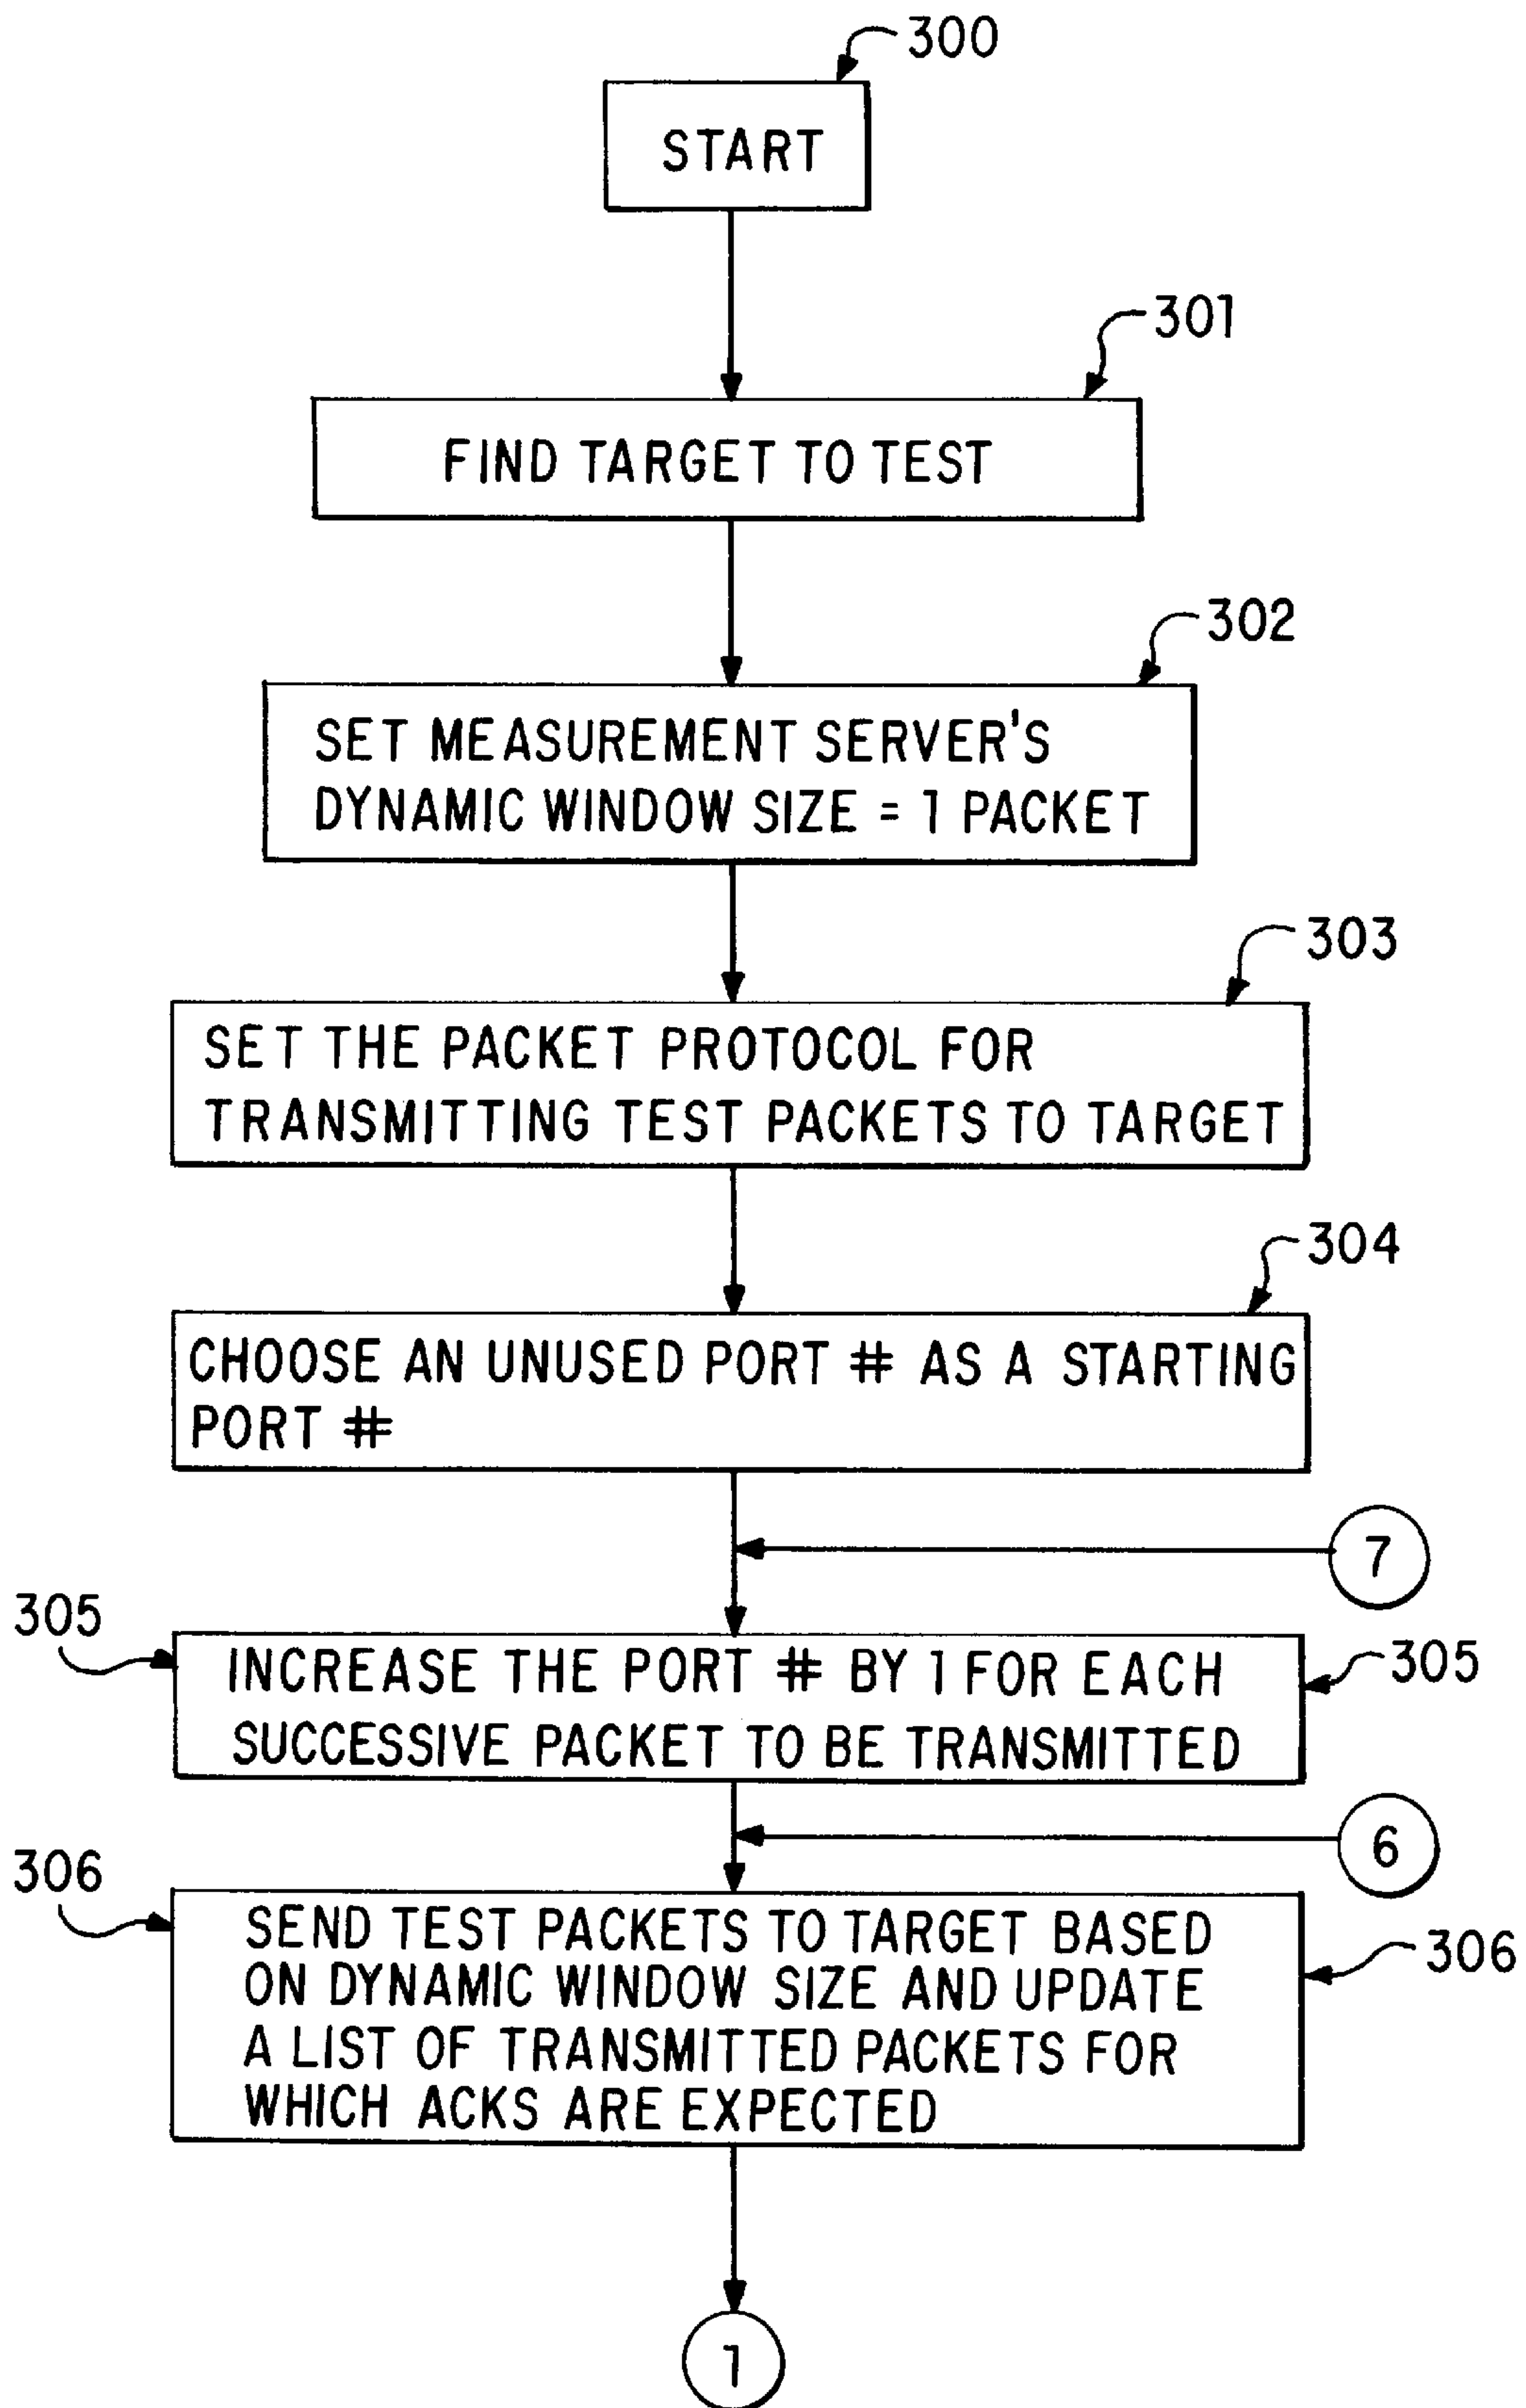 300
START
301
FIND TARGET TO TEST
302
SET MEASUREMENT SERVER'S
DYNAMIC WINDOW SIZE = 1 PACKET
303
SET THE PACKET PROTOCOL FOR
TRANSMITTING TEST PACKETS TO TARGET
304
CHOOSE AN UNUSED PORT # AS A STARTING
PORT #
7
305
INCREASE THE PORT # BY 1 FOR EACH
SUCCESSIVE PACKET TO BE TRANSMITTED
305
6
306
SEND TEST PACKETS TO TARGET BASED
ON DYNAMIC WINDOW SIZE AND UPDATE
A LIST OF TRANSMITTED PACKETS FOR
WHICH ACKS ARE EXPECTED
306
1